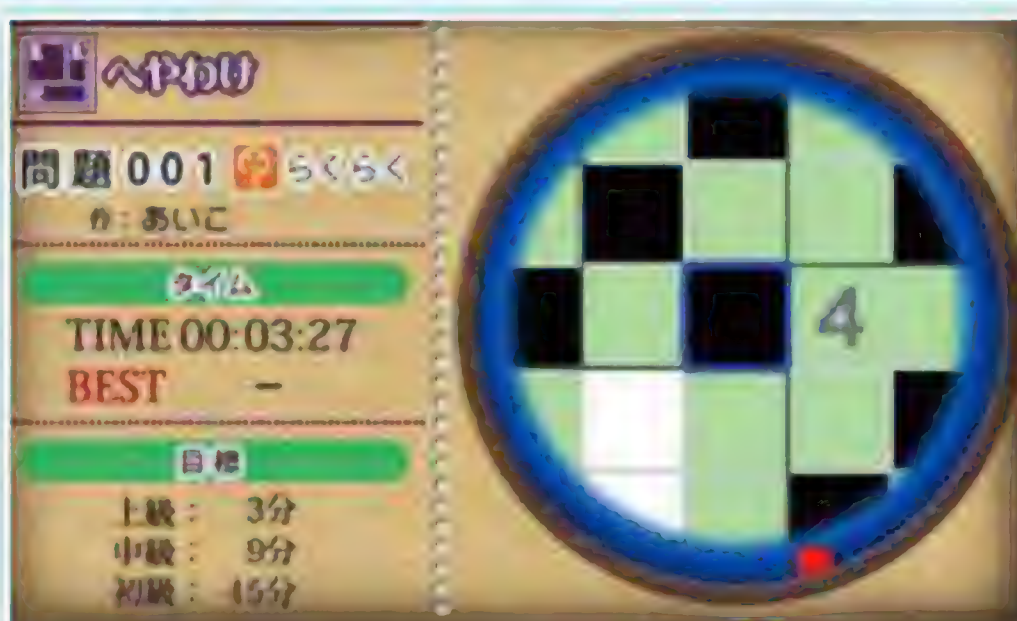 へやわけ
問題 001 らくらく
作：あいこ
タイム
TIME 00:03:27
BEST －
目標
上級： 3分
中級： 9分
初級： 15分
4